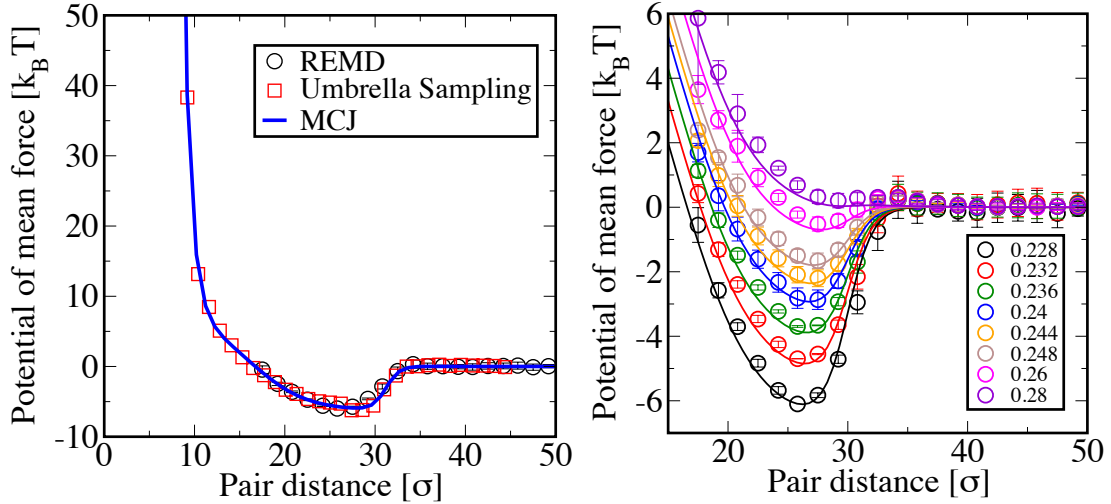 50
40
30
20
10
0
-10
Potential of mean force [k_BT]
REMD
Umbrella Sampling
MCJ
0 10 20 30 40 50
Pair distance [σ]
6
4
2
0
-2
-4
-6
Potential of mean force [k_BT]
0.228
0.232
0.236
0.24
0.244
0.248
0.26
0.28
20 30 40 50
Pair distance [σ]